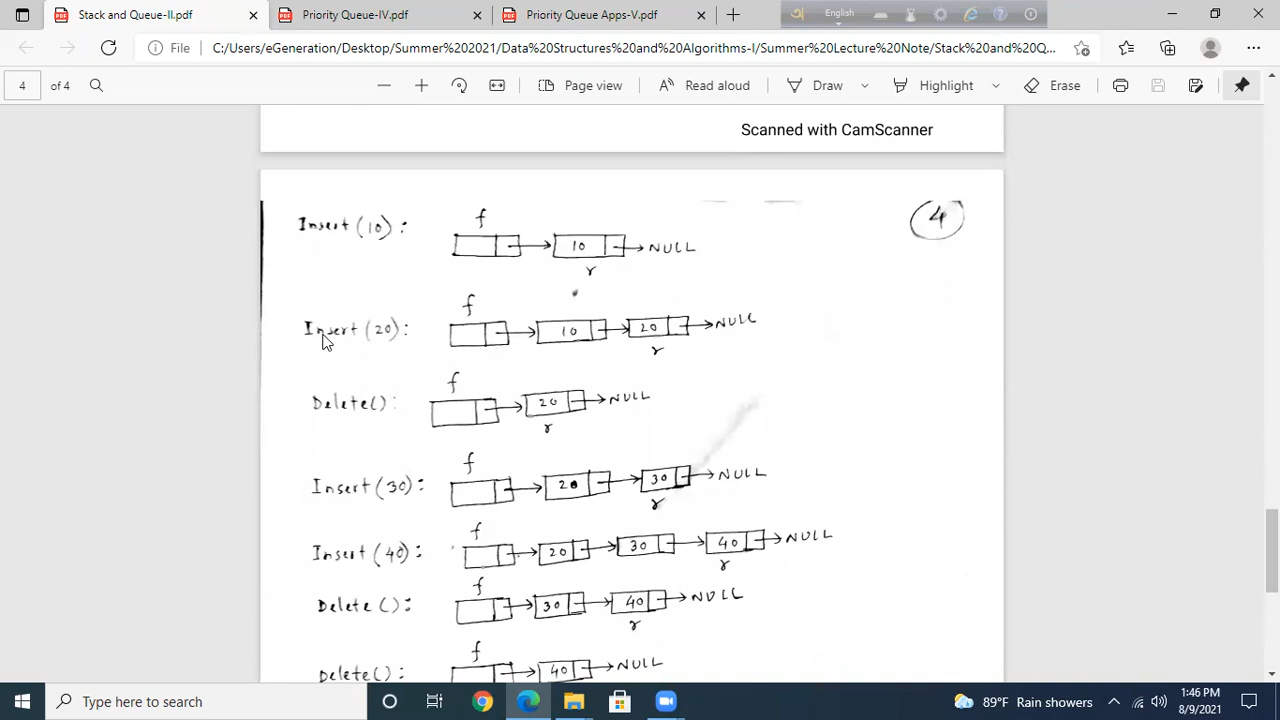 Stack and Queue-II.pdf
Priority Queue-IV.pdf
Priority Queue Apps-V.pdf
English
File
C:/Users/eGeneration/Desktop/Summer%202021/Data%20Structures%20and%20Algorithms-I/Summer%20Lecture%20Note/Stack%20and%20Q...
4 of 4
Page view
Read aloud
Draw
Highlight
Erase
Scanned with CamScanner
4
f
Insert(10):
10
NULL
r
f
Insert(20):
10
20
NULL
r
f
Delete():
20
NULL
r
f
Insert(30):
20
30
NULL
r
f
Insert(40):
20
30
40
NULL
r
f
Delete():
30
40
NULL
r
f
Delete():
40
NULL
Type here to search
89°F Rain showers
1:46 PM
8/9/2021